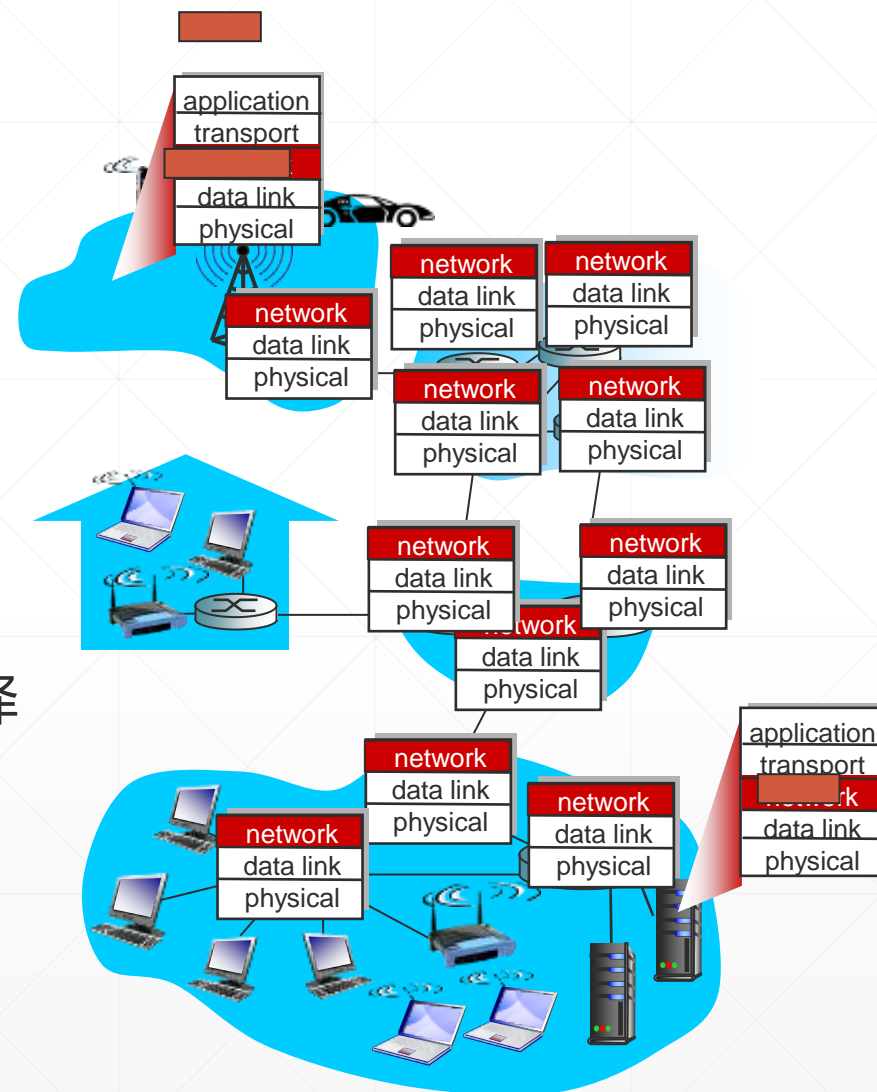 application
transport
data link
physical
network
data link
physical
network
data link
physical
network
data link
physical
network
data link
physical
network
data link
physical
network
data link
physical
network
data link
physical
network
data link
physical
application
transport
network
data link
physical
network
data link
physical
network
data link
physical
network
data link
physical